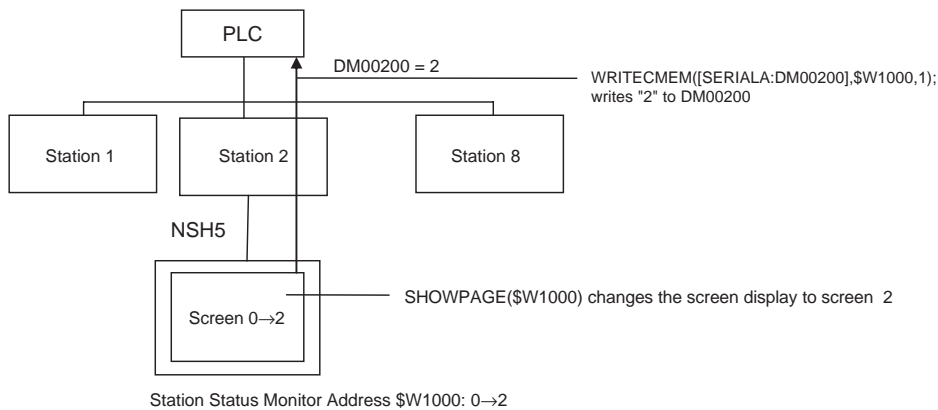 PLC
DM00200 = 2
WRITECMEM([SERIALA:DM00200],$W1000,1);
writes "2" to DM00200
Station 1
Station 2
Station 8
NSH5
SHOWPAGE($W1000) changes the screen display to screen 2
Screen 0→2
Station Status Monitor Address $W1000: 0→2